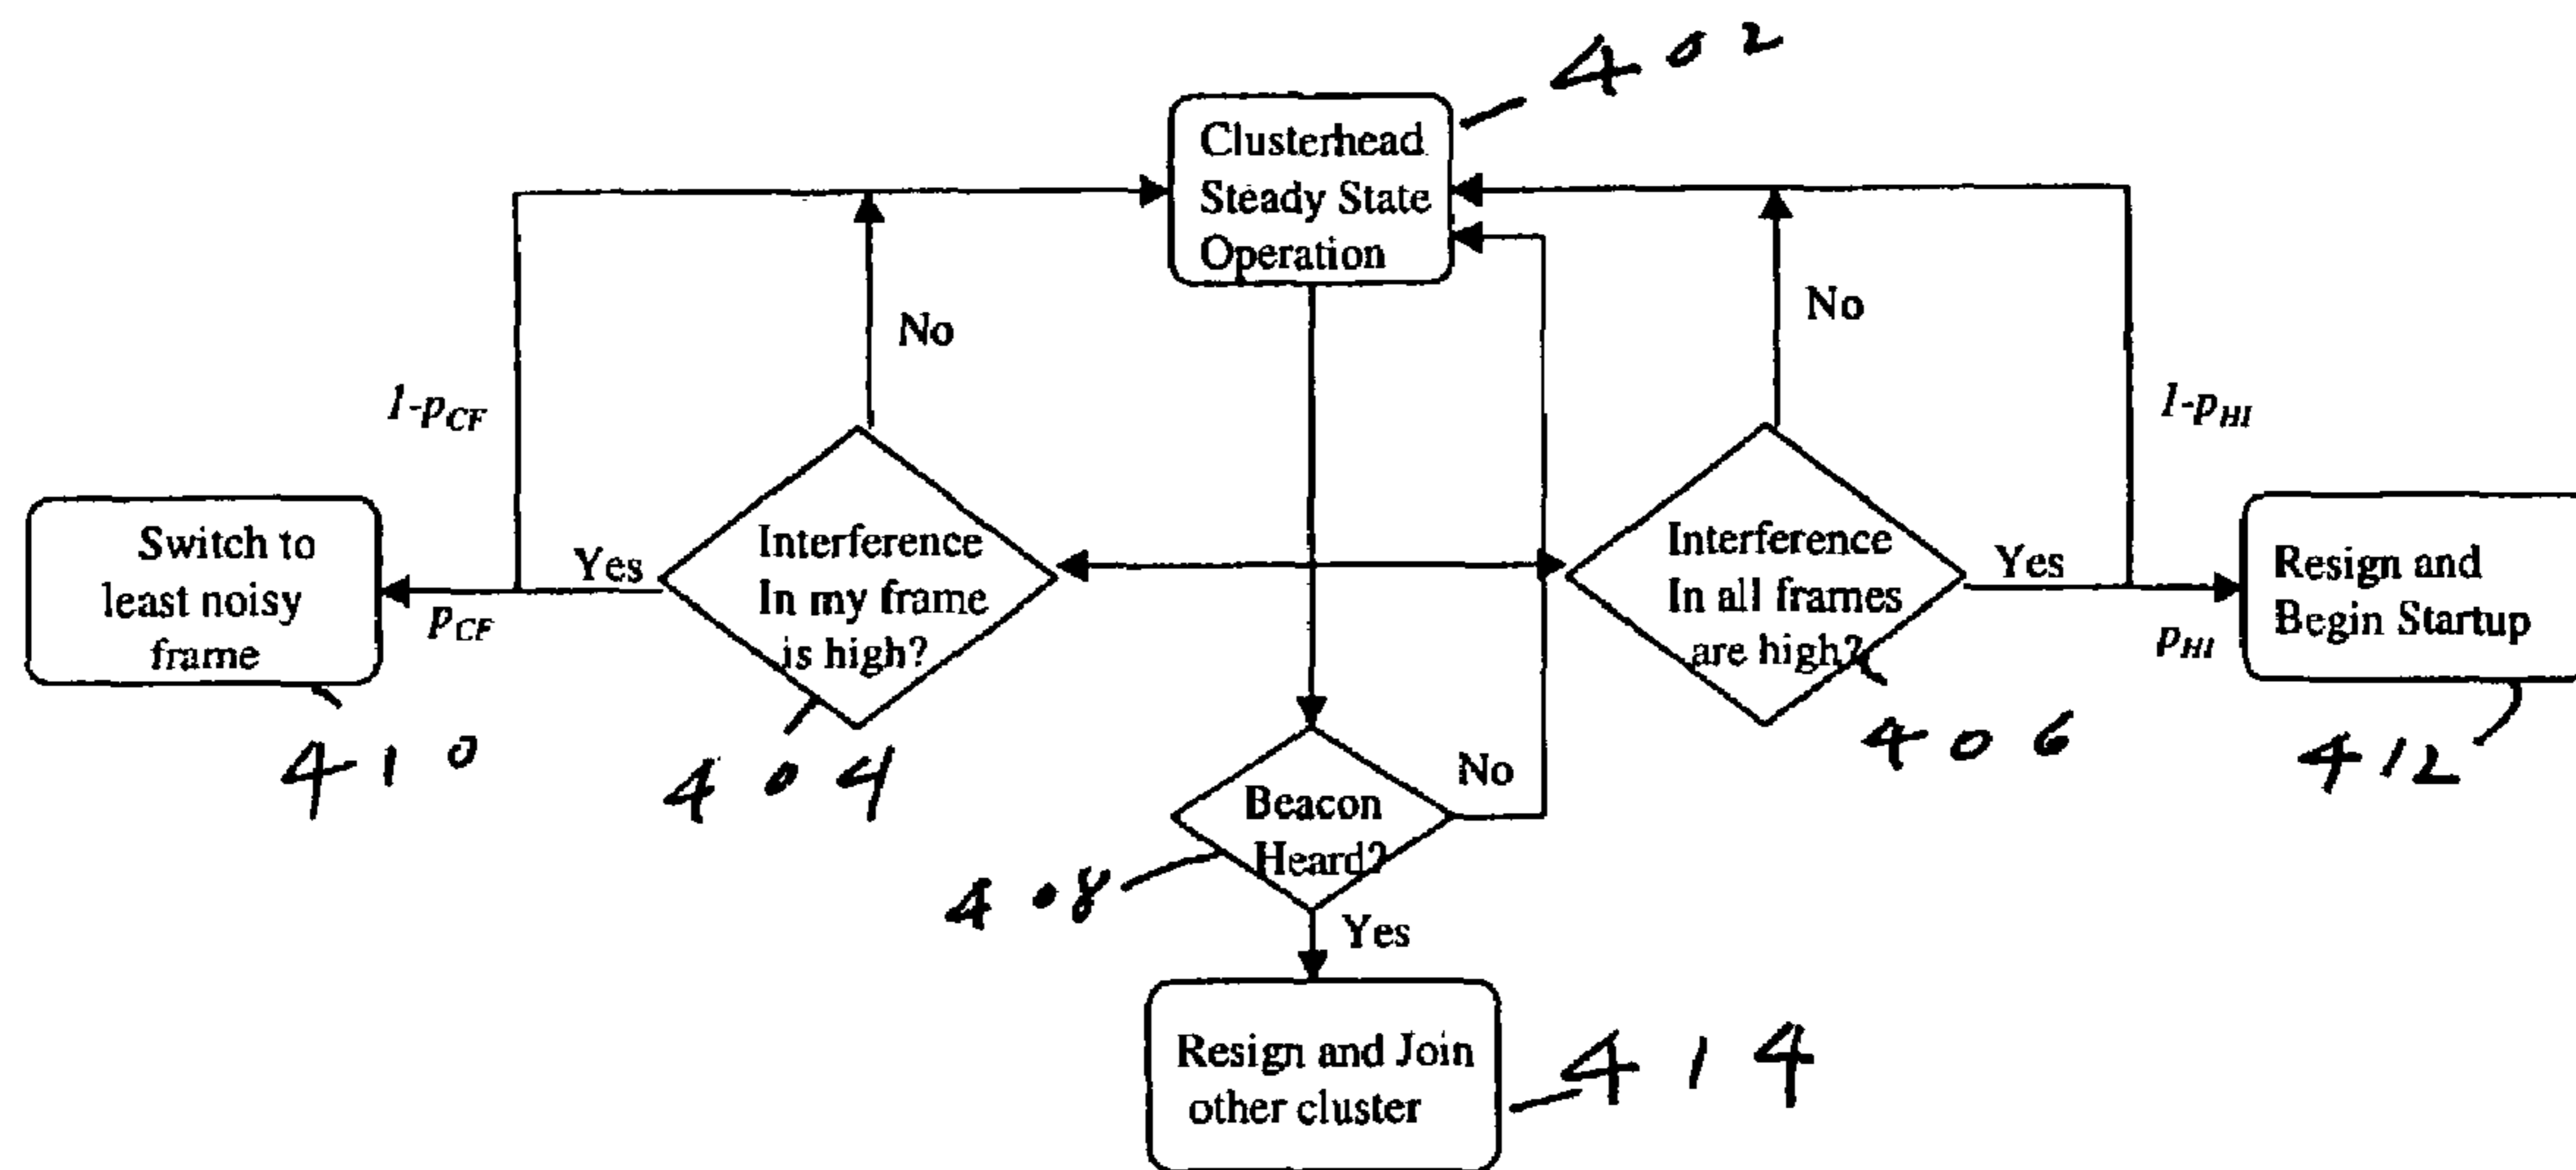 402
Clusterhead
Steady State
Operation
No
No
1-pCF
1-pHI
Switch to
least noisy
frame
Yes
pCF
Interference
In my frame
is high?
Interference
In all frames
are high?
Yes
pHI
Resign and
Begin Startup
410
404
406
412
Beacon
Heard?
No
408
Yes
Resign and Join
other cluster
414